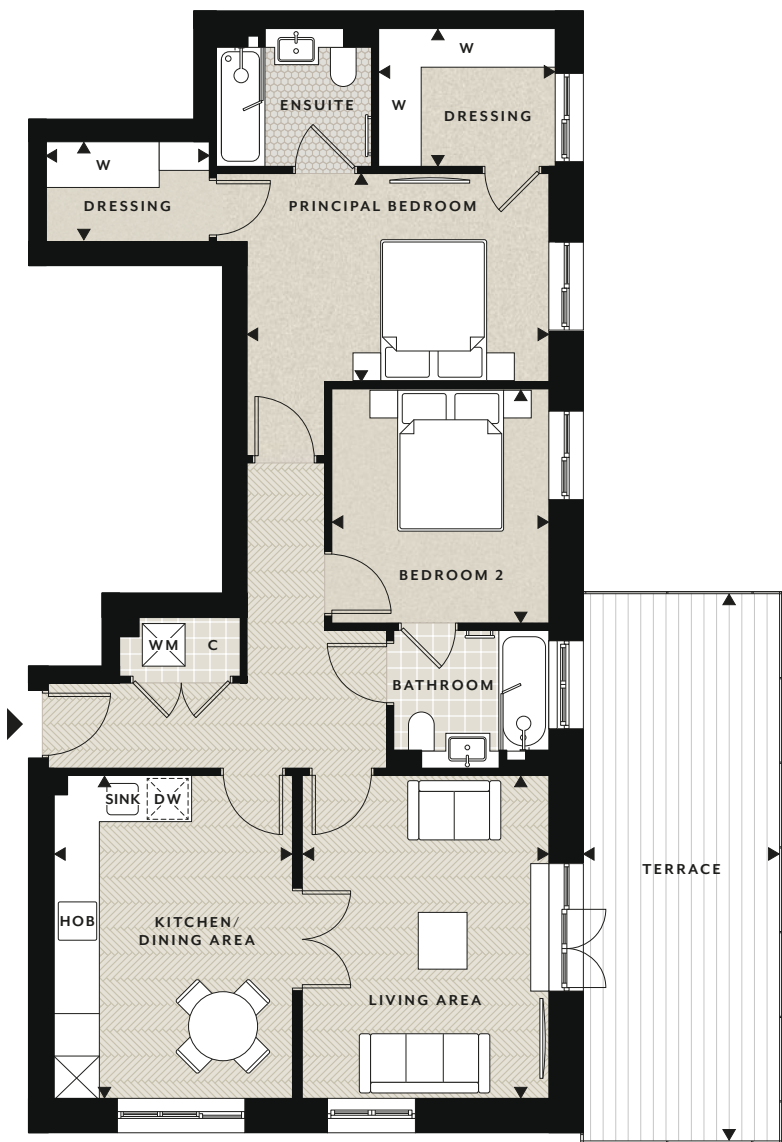 W
ENSUITE
W
DRESSING
W
DRESSING
PRINCIPAL BEDROOM
BEDROOM 2
WM
C
BATHROOM
SINK
DW
TERRACE
HOB
KITCHEN/
DINING AREA
LIVING AREA